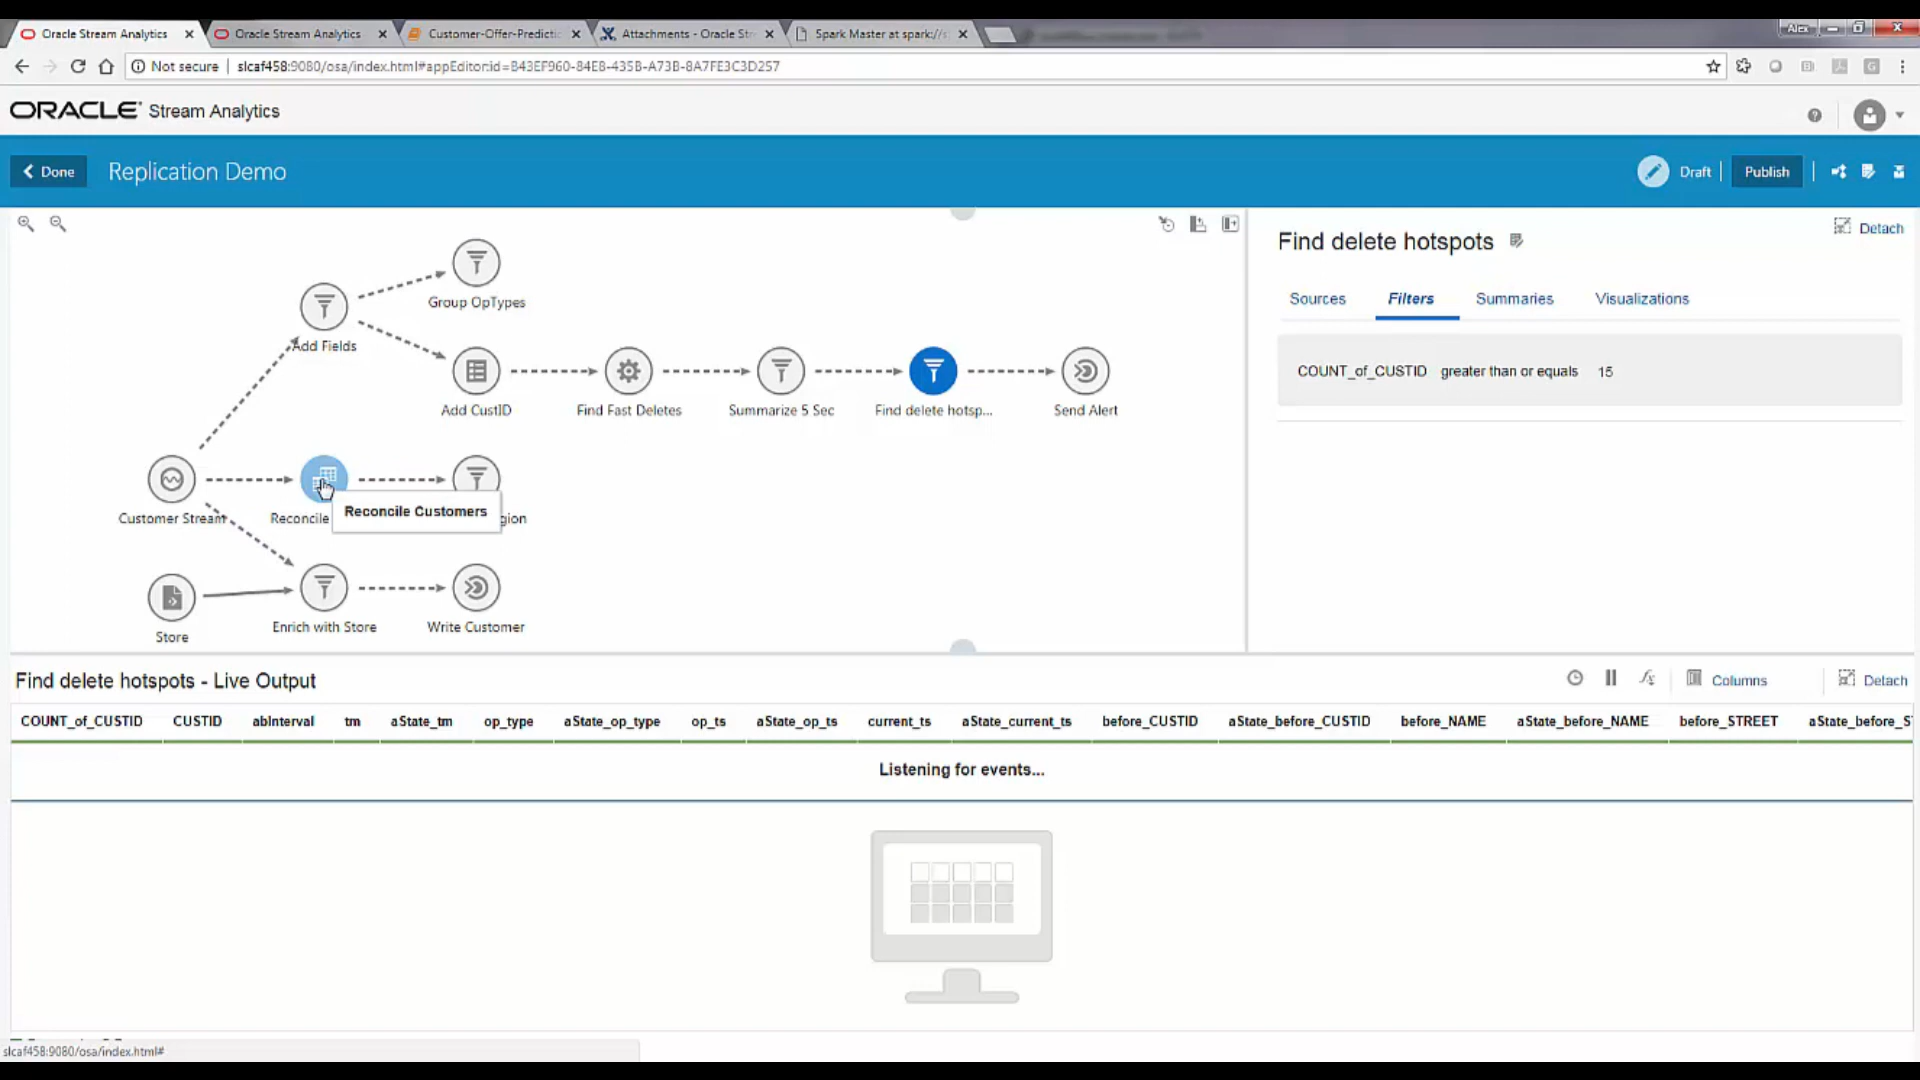 Oracle Stream Analytics
Oracle Stream Analytics
Customer-Offer-Predictic
Attachments - Oracle Str
Spark Master at spark://
Alex
Not secure
slcaf458:9080/osa/index.html#appEditor:id=B43EF960-84EB-435B-A73B-8A7FE3C3D257
ORACLE Stream Analytics
Done
Replication Demo
Draft
Publish
Group OpTypes
Add Fields
Add CustID
Find Fast Deletes
Summarize 5 Sec
Find delete hotsp...
Send Alert
Customer Stream
Reconcile
Reconcile Customers
gion
Store
Enrich with Store
Write Customer
Detach
Find delete hotspots
Sources
Filters
Summaries
Visualizations
COUNT_of_CUSTID greater than or equals 15
Find delete hotspots - Live Output
Columns
Detach
COUNT_of_CUSTID CUSTID abInterval tm aState_tm op_type aState_op_type op_ts aState_op_ts current_ts aState_current_ts before_CUSTID aState_before_CUSTID before_NAME aState_before_NAME before_STREET aState_before_S
Listening for events...
slcaf458:9080/osa/index.html#